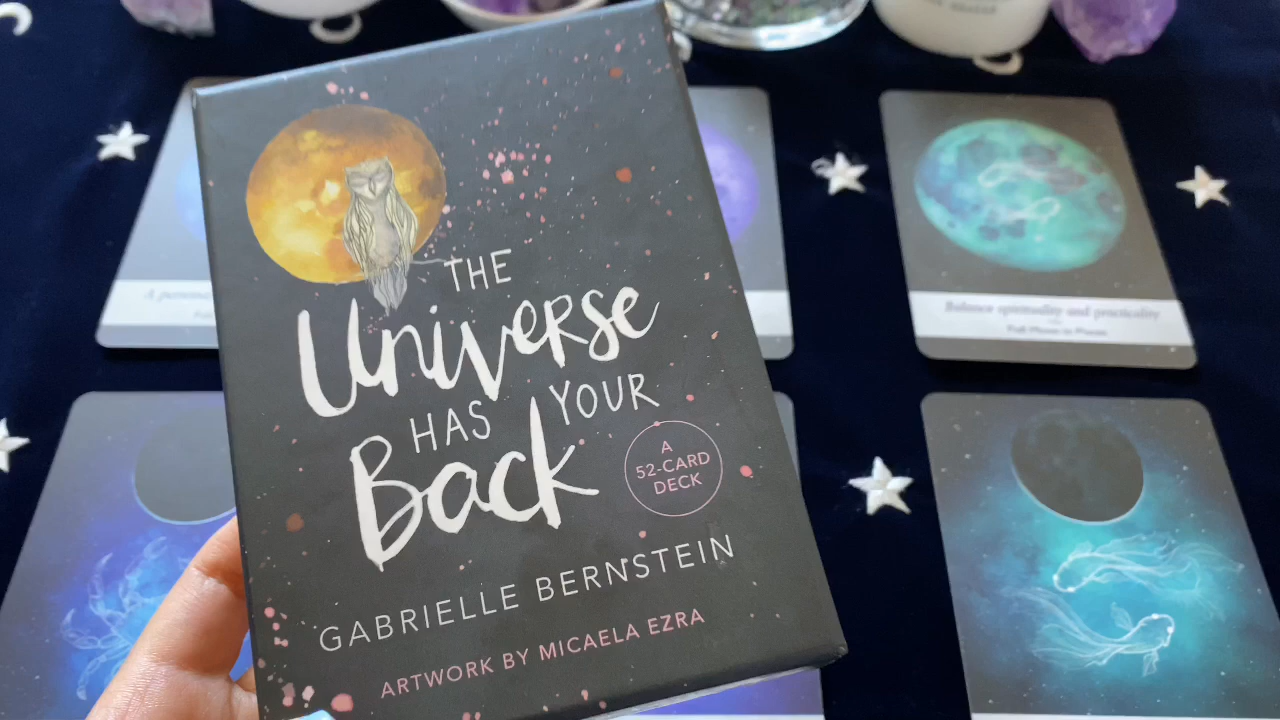 THE
Universe
HAS YOUR
Back
A
52-CARD
DECK
GABRIELLE BERNSTEIN
ARTWORK BY MICAELA EZRA
A persona
Balance spirituality and practicality
Full Moon in Pisces